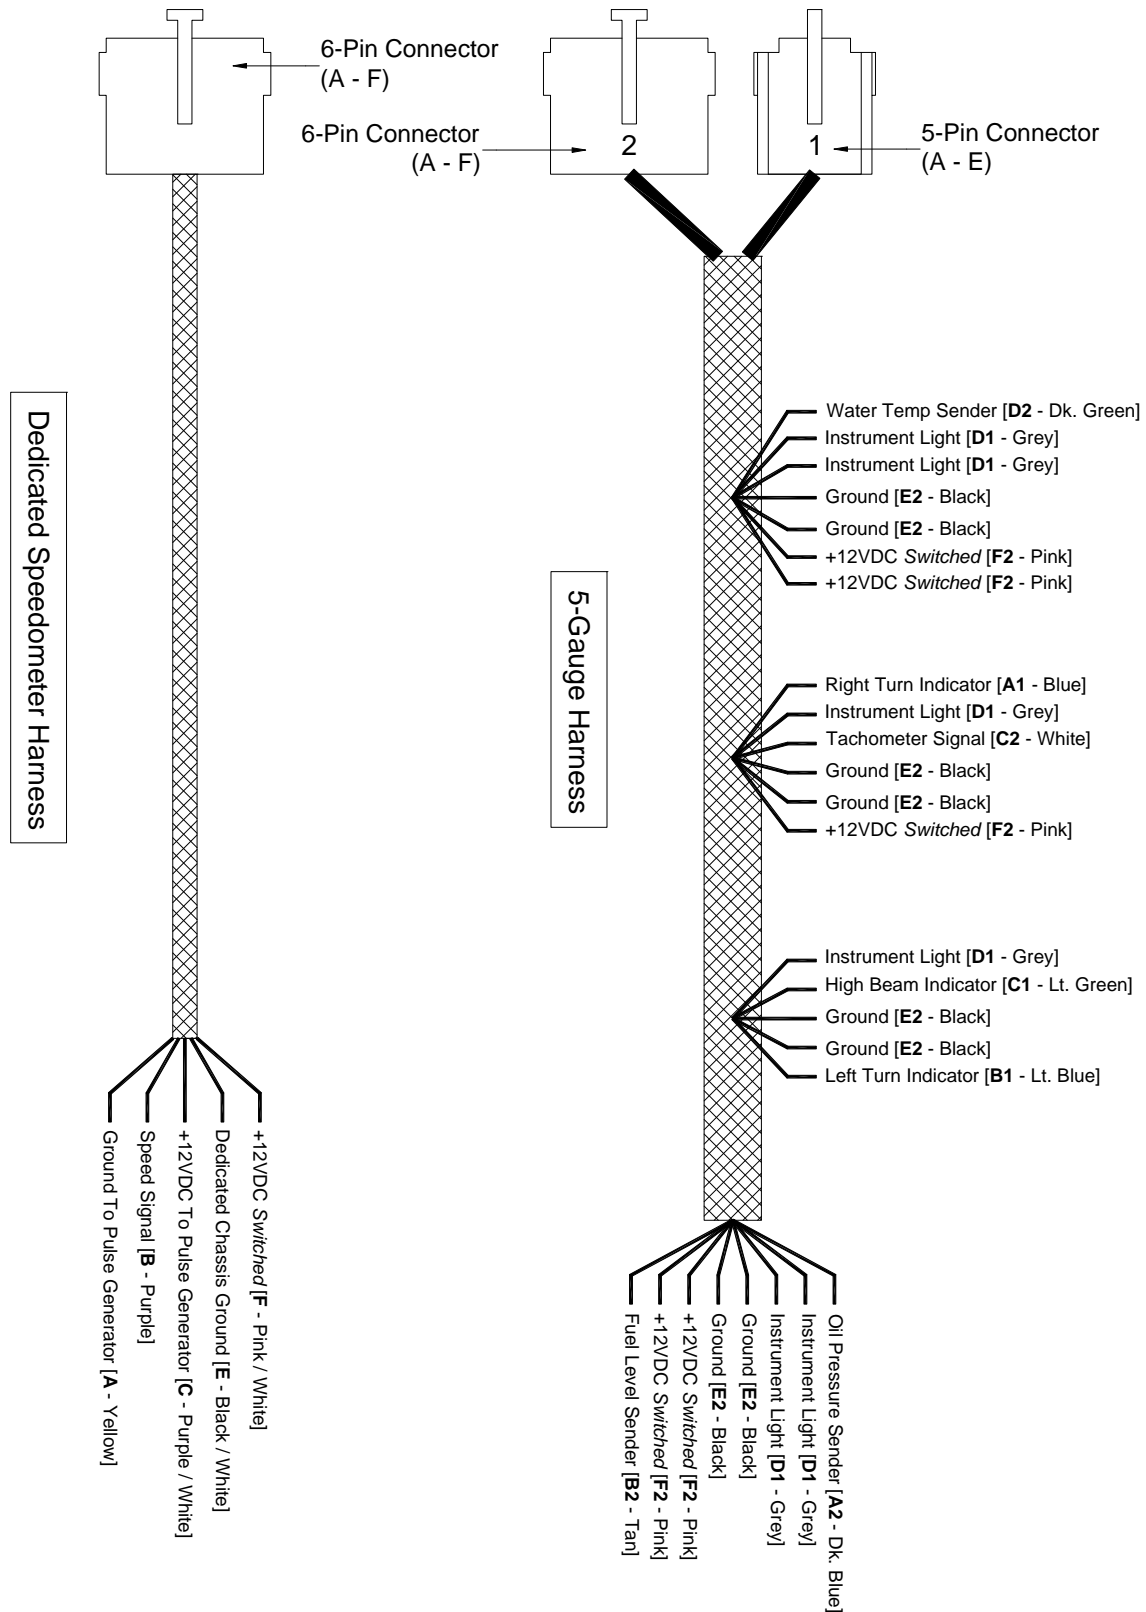 6-Pin Connector
(A - F)
6-Pin Connector
(A - F)
2
1
5-Pin Connector
(A - E)
Dedicated Speedometer Harness
5-Gauge Harness
Water Temp Sender [D2 - Dk. Green]
Instrument Light [D1 - Grey]
Instrument Light [D1 - Grey]
Ground [E2 - Black]
Ground [E2 - Black]
+12VDC Switched [F2 - Pink]
+12VDC Switched [F2 - Pink]
Right Turn Indicator [A1 - Blue]
Instrument Light [D1 - Grey]
Tachometer Signal [C2 - White]
Ground [E2 - Black]
Ground [E2 - Black]
+12VDC Switched [F2 - Pink]
Instrument Light [D1 - Grey]
High Beam Indicator [C1 - Lt. Green]
Ground [E2 - Black]
Ground [E2 - Black]
Left Turn Indicator [B1 - Lt. Blue]
+12VDC Switched [F - Pink / White]
Dedicated Chassis Ground [E - Black / White]
+12VDC To Pulse Generator [C - Purple / White]
Speed Signal [B - Purple]
Ground To Pulse Generator [A - Yellow]
Oil Pressure Sender [A2 - Dk. Blue]
Instrument Light [D1 - Grey]
Instrument Light [D1 - Grey]
Ground [E2 - Black]
Ground [E2 - Black]
+12VDC Switched [F2 - Pink]
+12VDC Switched [F2 - Pink]
Fuel Level Sender [B2 - Tan]